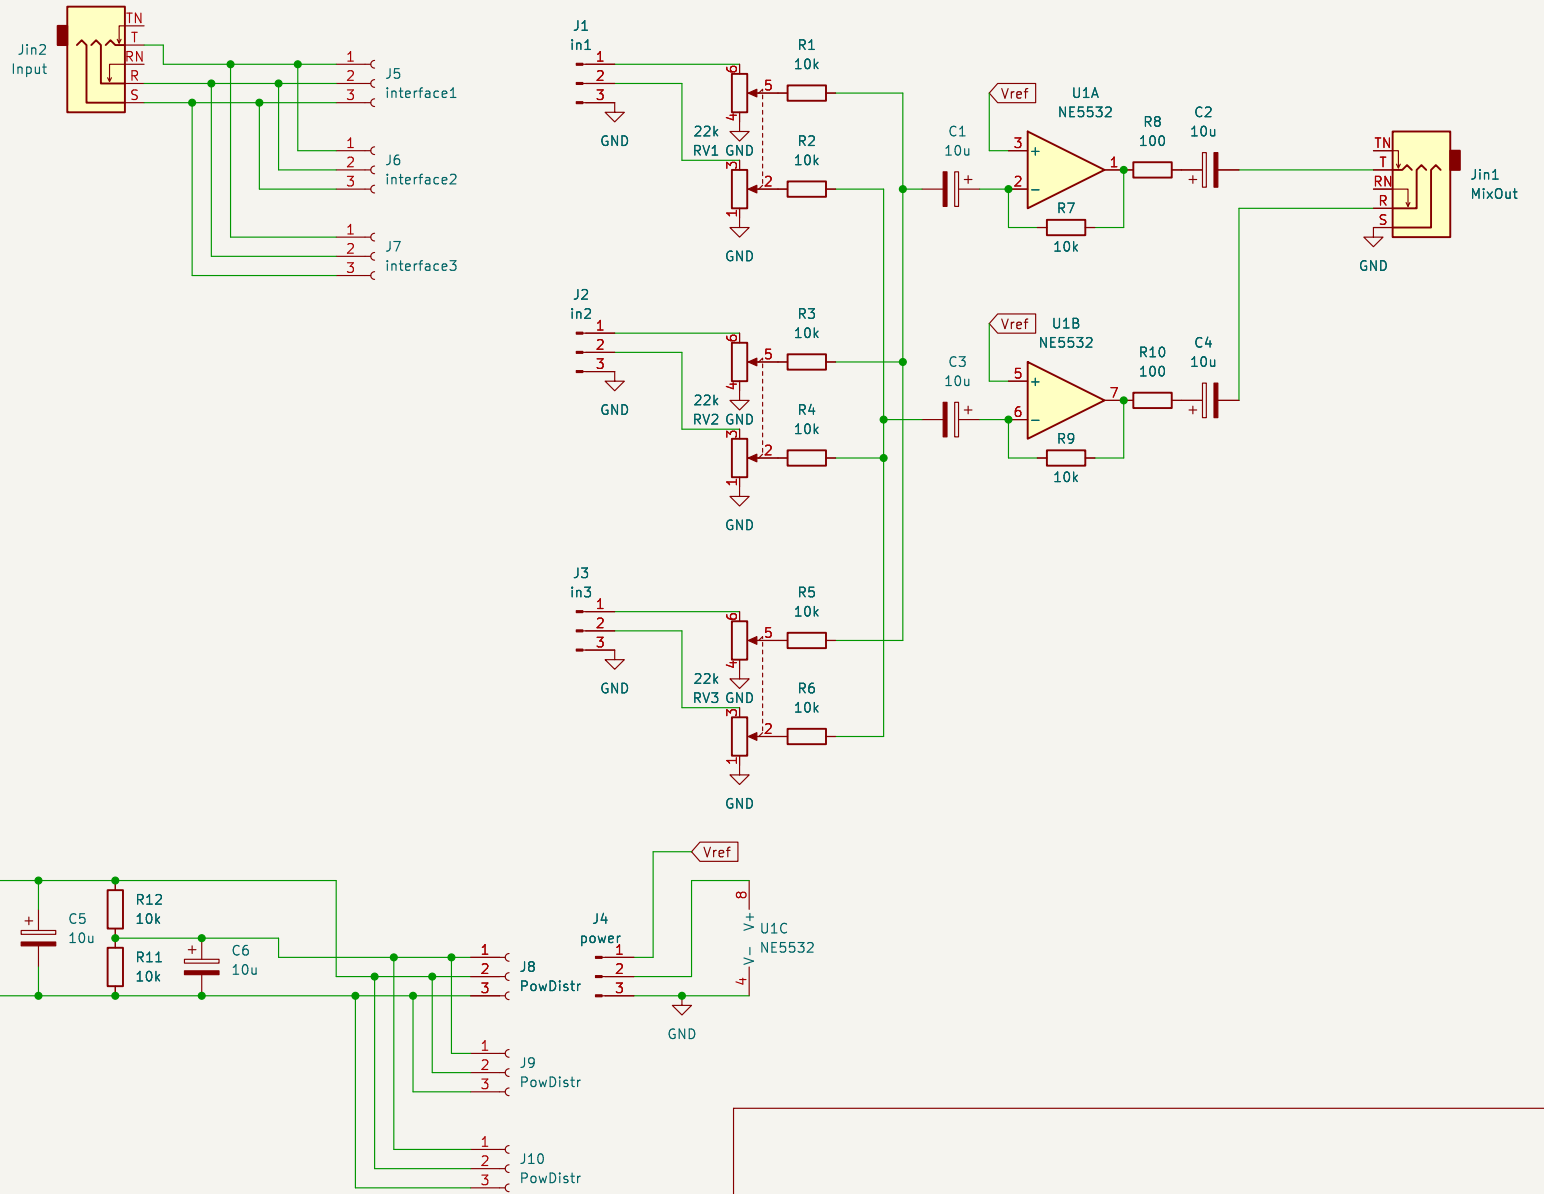 Jin2
Input
TN
T
RN
R
S
1
2
3
J5
interface1
1
2
3
J6
interface2
1
2
3
J7
interface3
J1
in1
1
2
3
GND
6
5
4
22k
RV1 GND
3
2
1
GND
R1
10k
R2
10k
J2
in2
1
2
3
GND
6
5
4
22k
RV2 GND
3
2
1
GND
R3
10k
R4
10k
J3
in3
1
2
3
GND
6
5
4
22k
RV3 GND
3
2
1
GND
R5
10k
R6
10k
C1
10u
+
Vref
U1A
NE5532
3
+
2
−
1
R7
10k
R8
100
C2
10u
+
TN
T
RN
R
S
GND
Jin1
MixOut
C3
10u
+
Vref
U1B
NE5532
5
+
6
−
7
R9
10k
R10
100
C4
10u
+
+
C5
10u
R12
10k
R11
10k
+
C6
10u
1
2
3
J8
PowDistr
1
2
3
J9
PowDistr
1
2
3
J10
PowDistr
J4
power
1
2
3
Vref
8
V+
V−
4
U1C
NE5532
GND